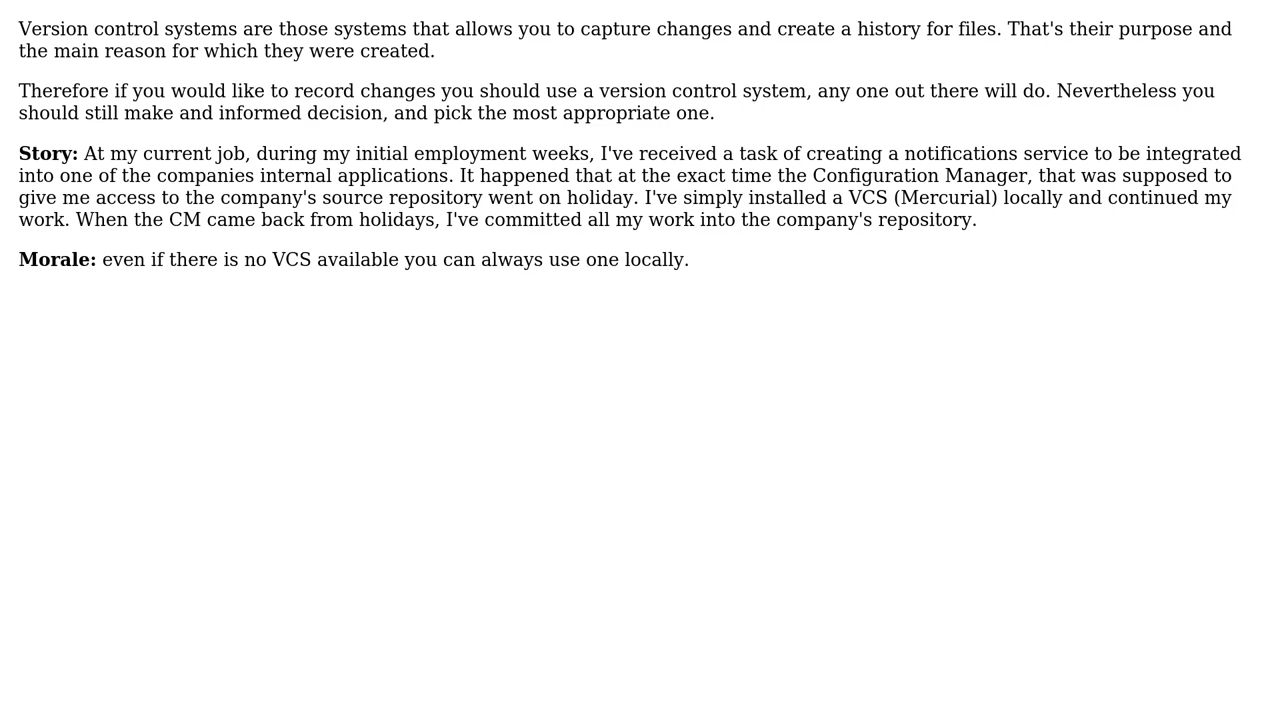 Version control systems are those systems that allows you to capture changes and create a history for files. That's their purpose and
the main reason for which they were created.
Therefore if you would like to record changes you should use a version control system, any one out there will do. Nevertheless you
should still make and informed decision, and pick the most appropriate one.
Story: At my current job, during my initial employment weeks, I've received a task of creating a notifications service to be integrated
into one of the companies internal applications. It happened that at the exact time the Configuration Manager, that was supposed to
give me access to the company's source repository went on holiday. I've simply installed a VCS (Mercurial) locally and continued my
work. When the CM came back from holidays, I've committed all my work into the company's repository.
Morale: even if there is no VCS available you can always use one locally.